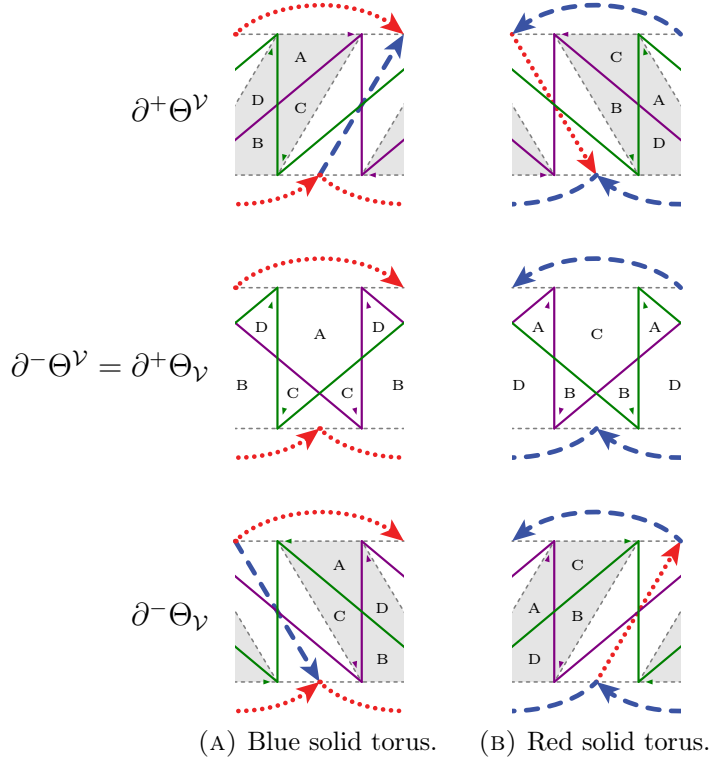 ∂⁺Θ^𝒱
A
D
C
B
C
A
B
D
∂⁻Θ^𝒱 = ∂⁺Θ_𝒱
D A D
B C C B
A C A
D B B D
∂⁻Θ_𝒱
A
D
C
B
C
A
B
D
(A) Blue solid torus.
(B) Red solid torus.